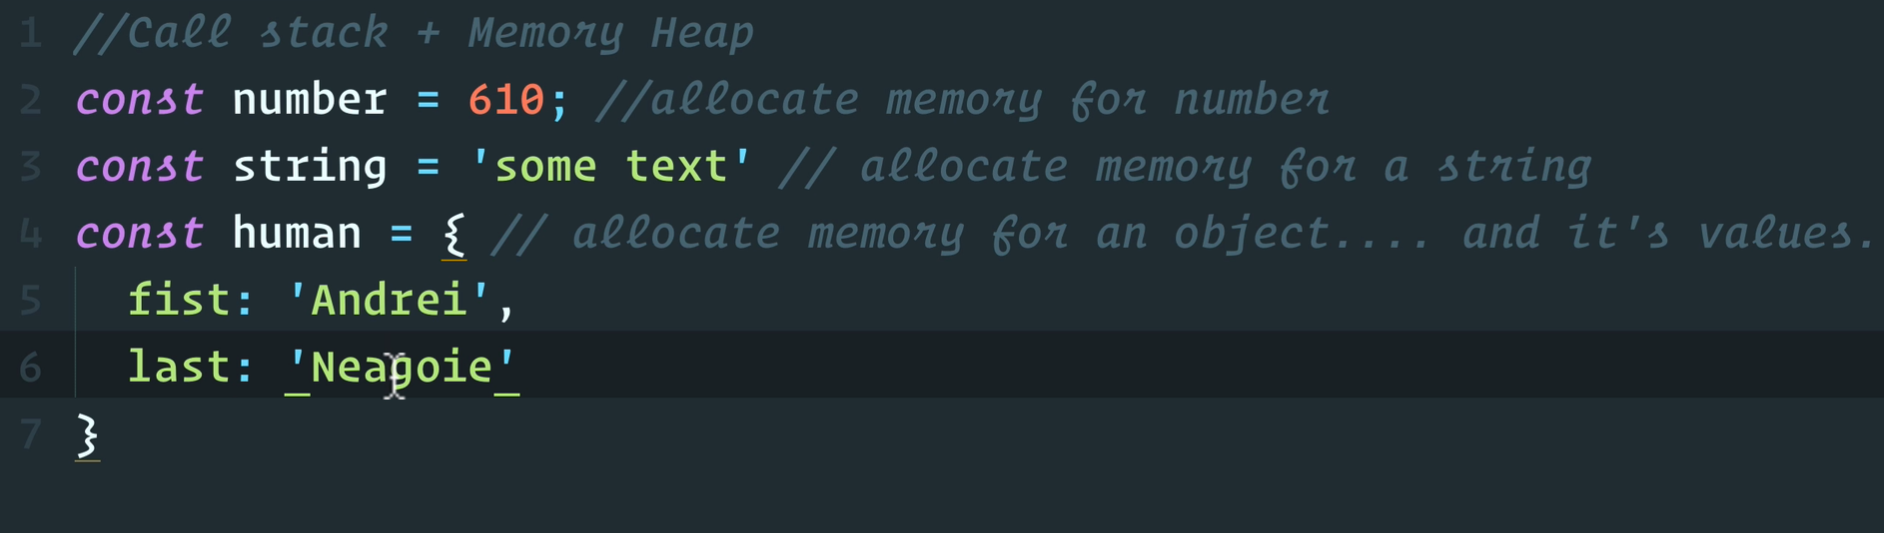 1 //Call stack + Memory Heap
2 const number = 610; //allocate memory for number
3 const string = 'some text' // allocate memory for a string
4 const human = { // allocate memory for an object.... and it's values.
5 fist: 'Andrei',
6 last: 'Neagoie'
7 }